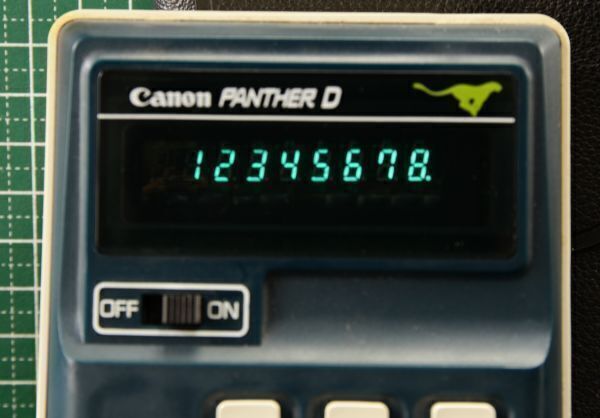 Canon PANTHER D
12345678.
OFF ON